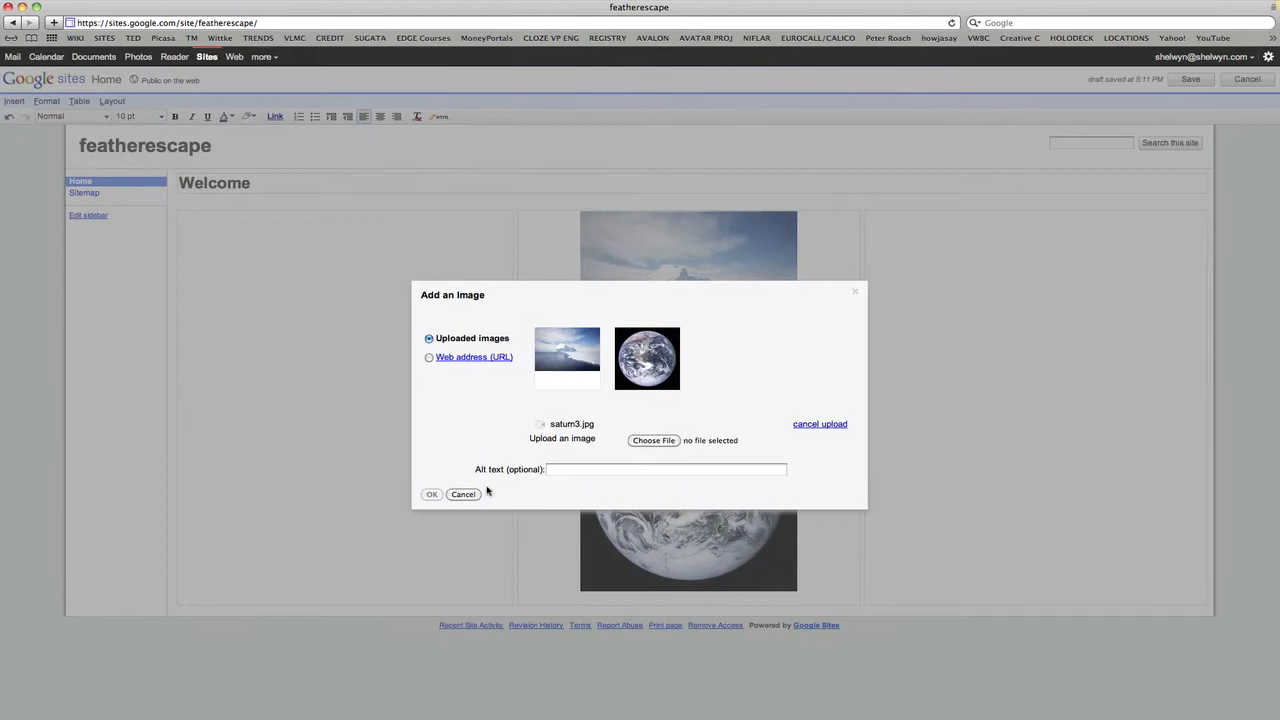 featherescape
https://sites.google.com/site/featherescape/
Google
WIKI SITES TED Picasa TM Wittke TRENDS VLMC CREDIT SUGATA EDGE Courses MoneyPortals CLOZE VP ENG REGISTRY AVALON AVATAR PROJ NIFLAR EUROCALL/CALICO Peter Roach howjasay VWBC Creative C HOLODECK LOCATIONS Yahoo! YouTube
Mail Calendar Documents Photos Reader Sites Web more shelwyn@shelwyn.com
Google sites Home Public on the web draft saved at 5:11 PM Save Cancel
Insert Format Table Layout
Normal 10 pt B I U A Link HTML
featherescape Search this site
Home
Welcome
Sitemap
Edit sidebar
Add an Image
Uploaded images
Web address (URL)
saturn3.jpg cancel upload
Upload an image Choose File no file selected
Alt text (optional):
OK Cancel
Recent Site Activity Revision History Terms Report Abuse Print page Remove Access Powered by Google Sites